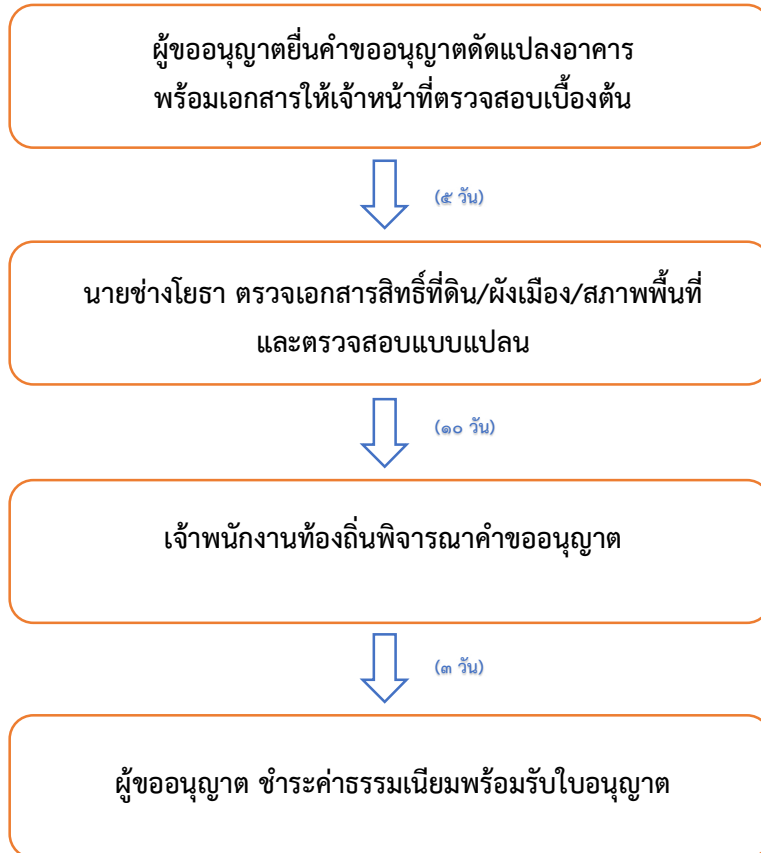 ผู้ขออนุญาตยื่นคำขออนุญาตดัดแปลงอาคาร
พร้อมเอกสารให้เจ้าหน้าที่ตรวจสอบเบื้องต้น
(๕ วัน)
นายช่างโยธา ตรวจเอกสารสิทธิ์ที่ดิน/ผังเมือง/สภาพพื้นที่
และตรวจสอบแบบแปลน
(๑๐ วัน)
เจ้าพนักงานท้องถิ่นพิจารณาคำขออนุญาต
(๓ วัน)
ผู้ขออนุญาต ชำระค่าธรรมเนียมพร้อมรับใบอนุญาต